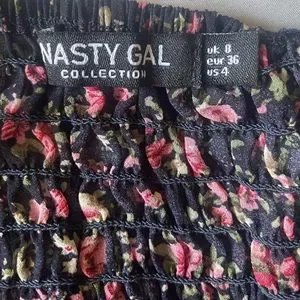 NASTY GAL
COLLECTION
uk 8
eur 36
us 4